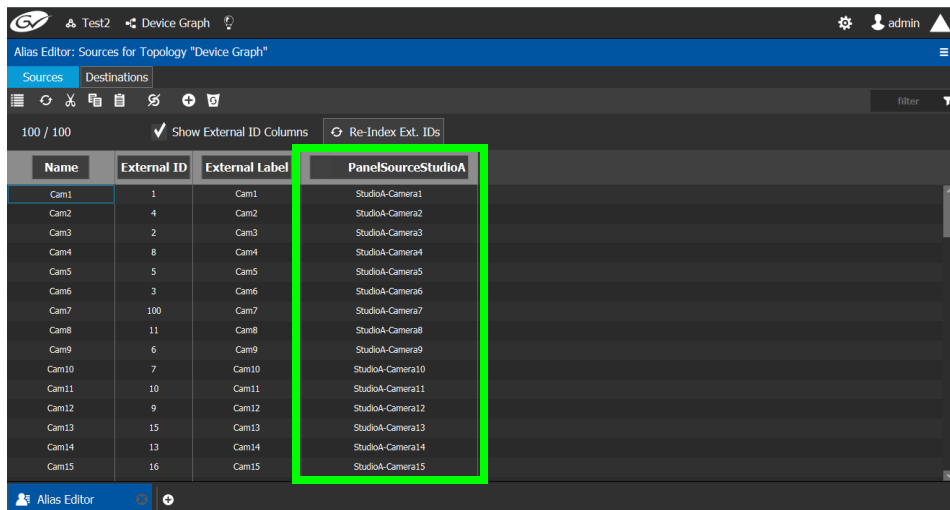 GV Test2 Device Graph admin
Alias Editor: Sources for Topology "Device Graph"
Sources Destinations
filter
100 / 100 Show External ID Columns Re-Index Ext. IDs
Name External ID External Label PanelSourceStudioA
Cam1 1 Cam1 StudioA-Camera1
Cam2 4 Cam2 StudioA-Camera2
Cam3 2 Cam3 StudioA-Camera3
Cam4 8 Cam4 StudioA-Camera4
Cam5 5 Cam5 StudioA-Camera5
Cam6 3 Cam6 StudioA-Camera6
Cam7 100 Cam7 StudioA-Camera7
Cam8 11 Cam8 StudioA-Camera8
Cam9 6 Cam9 StudioA-Camera9
Cam10 7 Cam10 StudioA-Camera10
Cam11 10 Cam11 StudioA-Camera11
Cam12 9 Cam12 StudioA-Camera12
Cam13 15 Cam13 StudioA-Camera13
Cam14 13 Cam14 StudioA-Camera14
Cam15 16 Cam15 StudioA-Camera15
Alias Editor